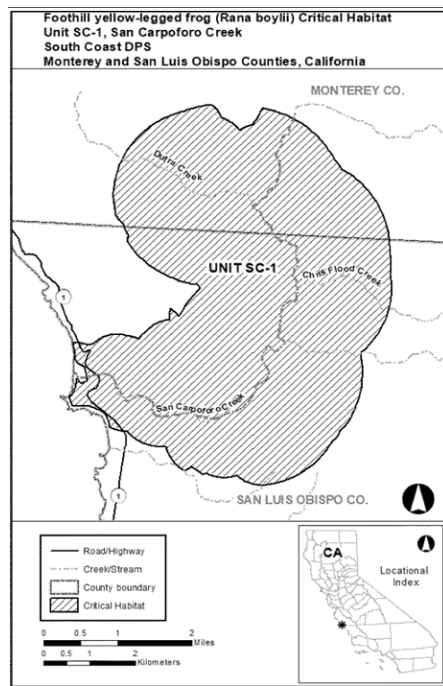 Foothill yellow-legged frog (Rana boylii) Critical Habitat
Unit SC-1, San Carpoforo Creek
South Coast DPS
Monterey and San Luis Obispo Counties, California
MONTEREY CO.
Dutra Creek
UNIT SC-1
Chris Flood Creek
1
San Carpoforo Creek
1
SAN LUIS OBISPO CO.
Road/Highway
Creek/Stream
County boundary
Critical Habitat
0 0.5 1 2
Miles
0 0.5 1 2
Kilometers
CA
Locational
Index